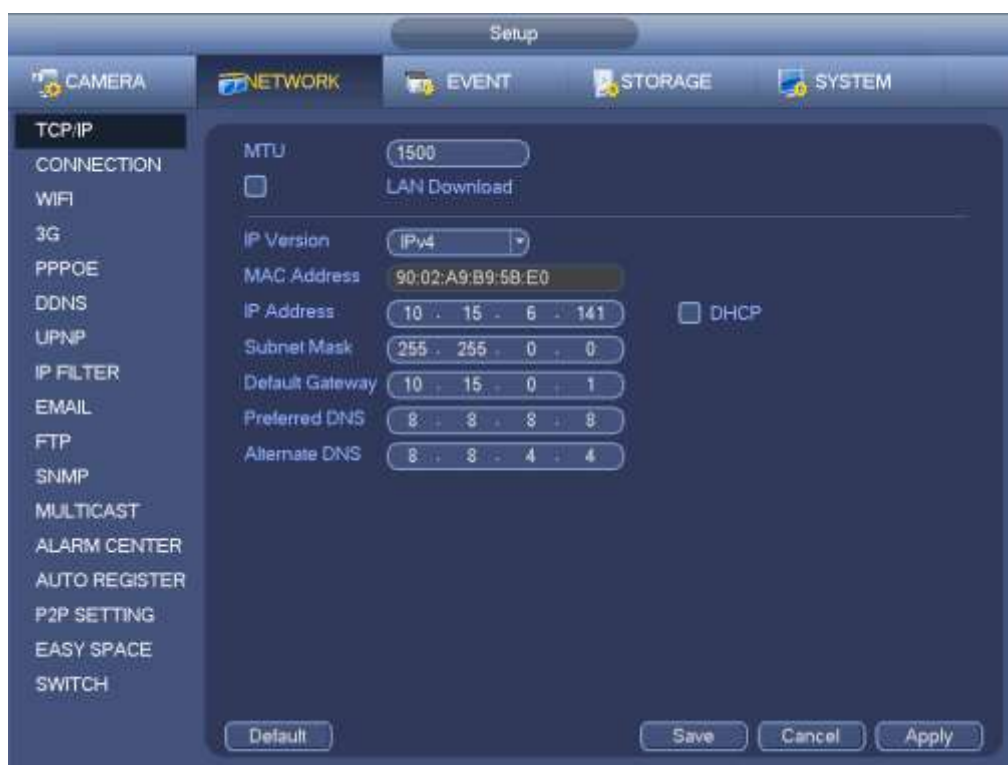 Setup
CAMERA NETWORK EVENT STORAGE SYSTEM
TCP/IP
CONNECTION
WIFI
3G
PPPOE
DDNS
UPNP
IP FILTER
EMAIL
FTP
SNMP
MULTICAST
ALARM CENTER
AUTO REGISTER
P2P SETTING
EASY SPACE
SWITCH
MTU 1500
LAN Download
IP Version IPv4
MAC Address 90:02:A9:B9:5B:E0
IP Address 10 . 15 . 6 . 141 DHCP
Subnet Mask 255 . 255 . 0 . 0
Default Gateway 10 . 15 . 0 . 1
Preferred DNS 8 . 8 . 8 . 8
Alternate DNS 8 . 8 . 4 . 4
Default Save Cancel Apply